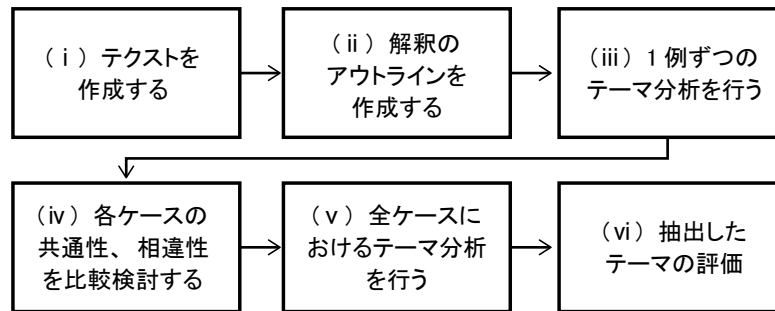 （ⅰ）テクストを
作成する
（ⅱ）解釈の
アウトラインを
作成する
（ⅲ）1 例ずつの
テーマ分析を行う
（ⅳ）各ケースの
共通性、相違性
を比較検討する
（ⅴ）全ケースに
おけるテーマ分析
を行う
（ⅵ）抽出した
テーマの評価